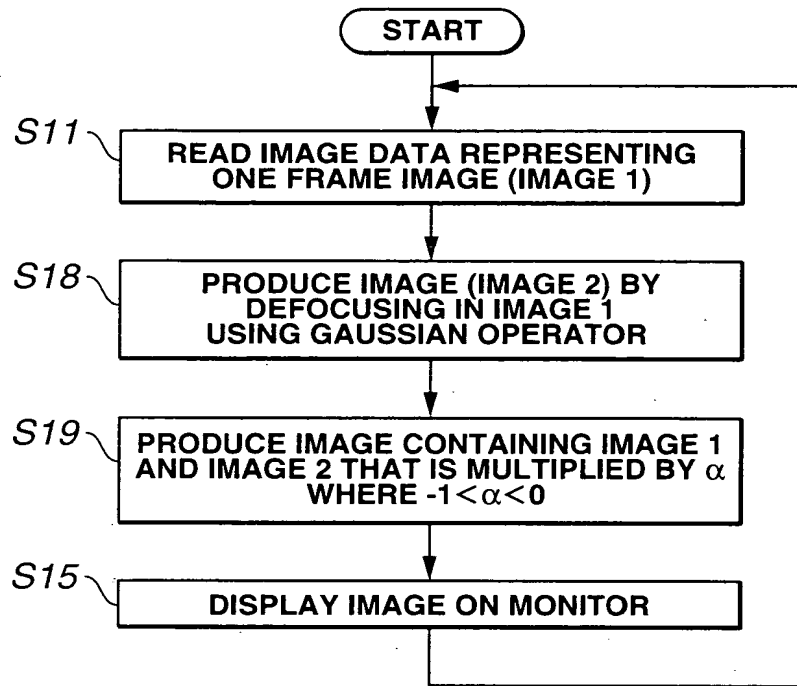 START
S11
READ IMAGE DATA REPRESENTING
ONE FRAME IMAGE (IMAGE 1)
S18
PRODUCE IMAGE (IMAGE 2) BY
DEFOCUSING IN IMAGE 1
USING GAUSSIAN OPERATOR
S19
PRODUCE IMAGE CONTAINING IMAGE 1
AND IMAGE 2 THAT IS MULTIPLIED BY α
WHERE -1<α<0
S15
DISPLAY IMAGE ON MONITOR